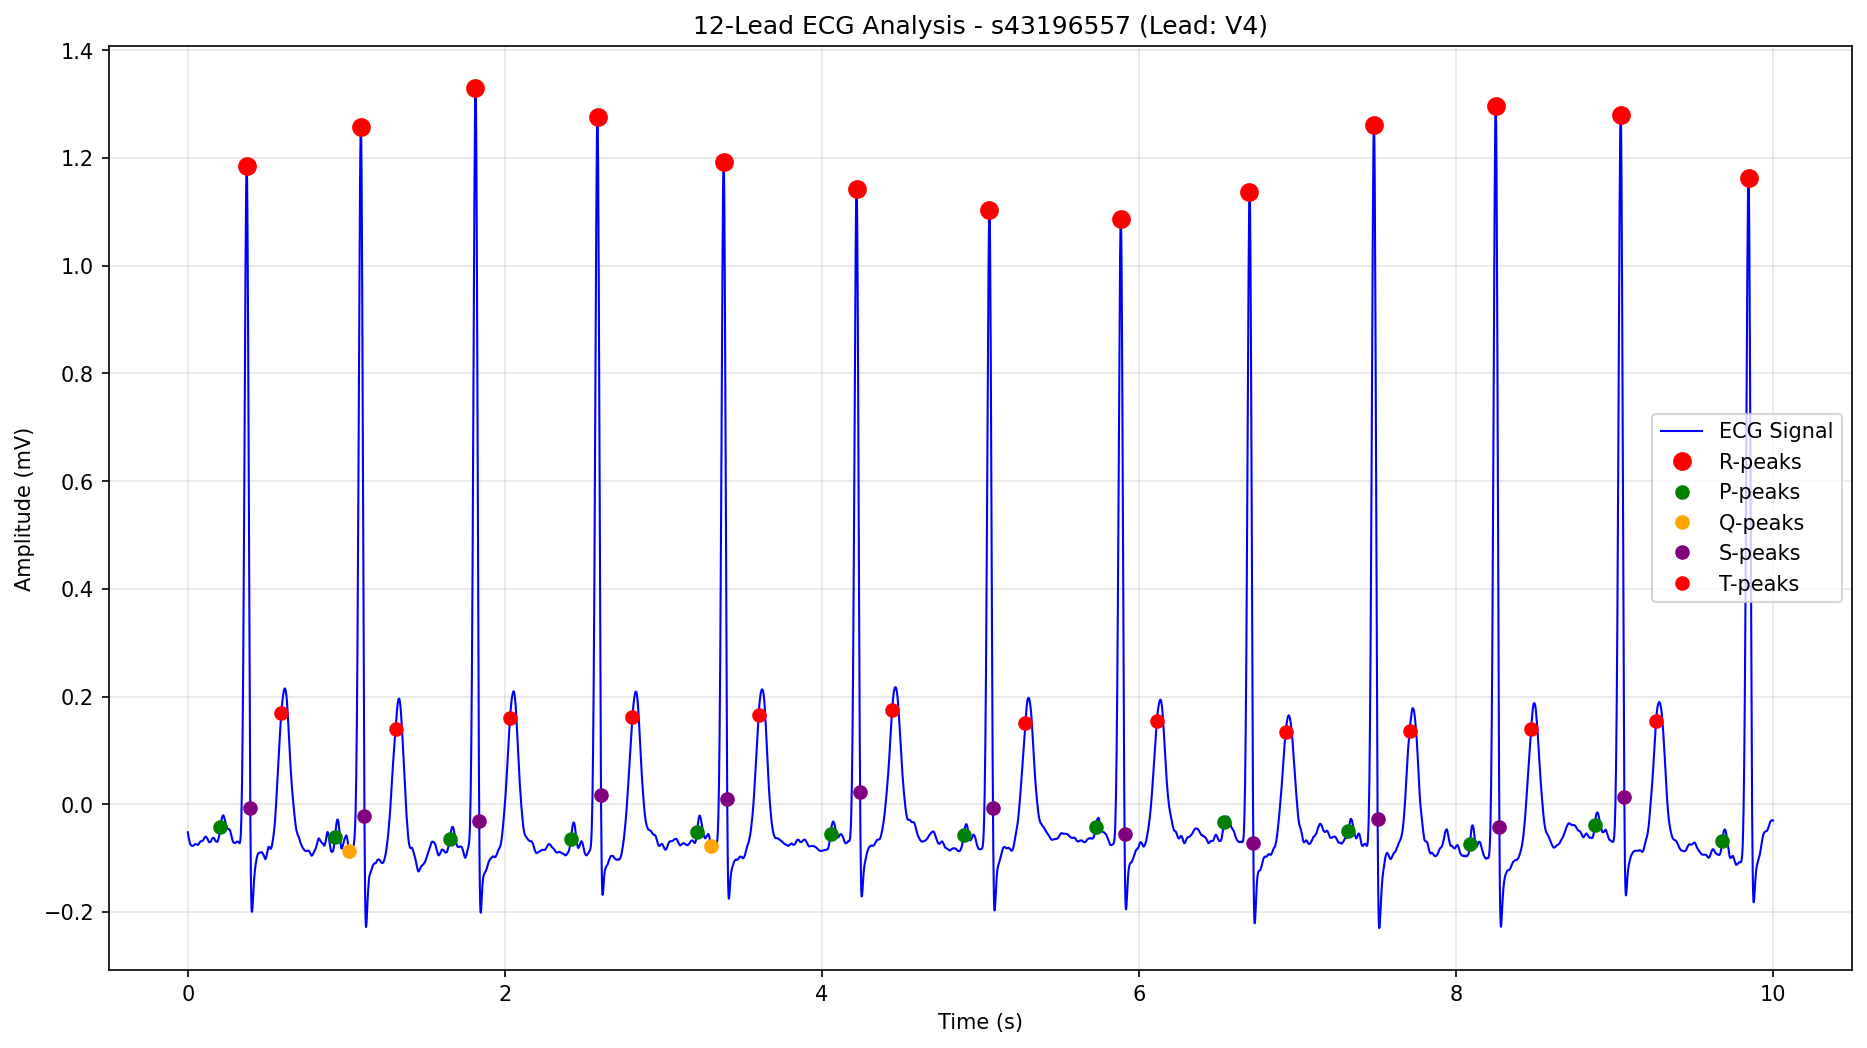 12-Lead ECG Analysis - s43196557 (Lead: V4)
1.4
1.2
1.0
0.8
0.6
0.4
0.2
0.0
−0.2
Amplitude (mV)
ECG Signal
R-peaks
P-peaks
Q-peaks
S-peaks
T-peaks
0 2 4 6 8 10
Time (s)